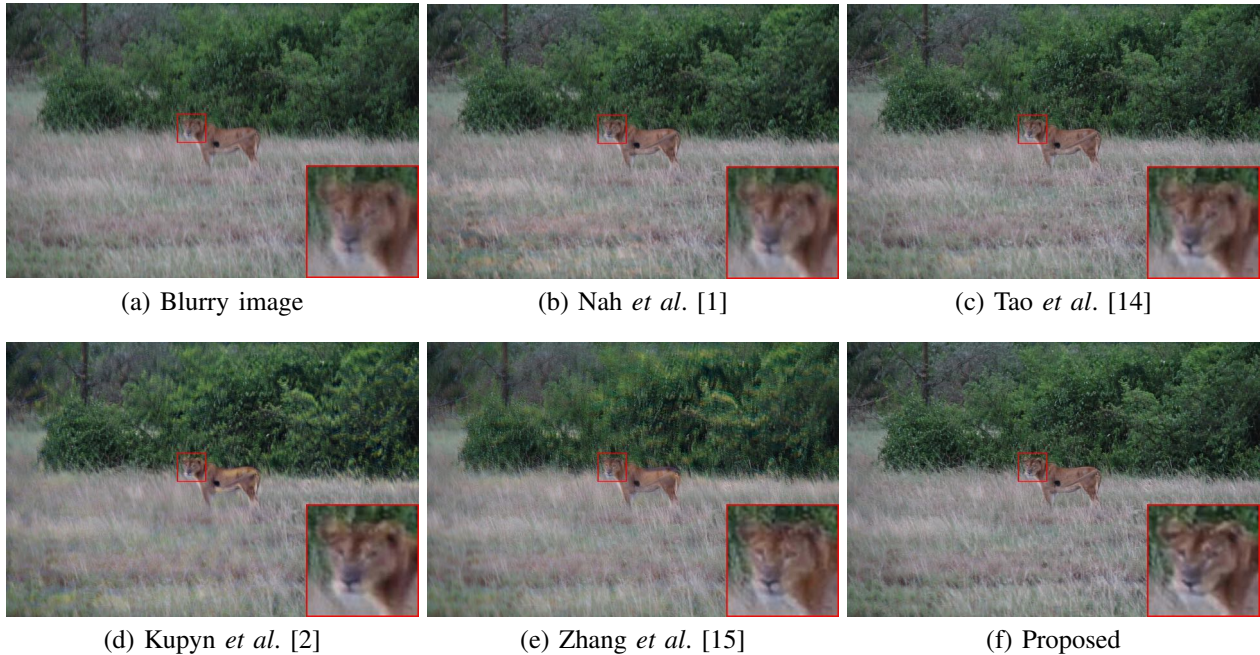 (a) Blurry image
(b) Nah et al. [1]
(c) Tao et al. [14]
(d) Kupyn et al. [2]
(e) Zhang et al. [15]
(f) Proposed